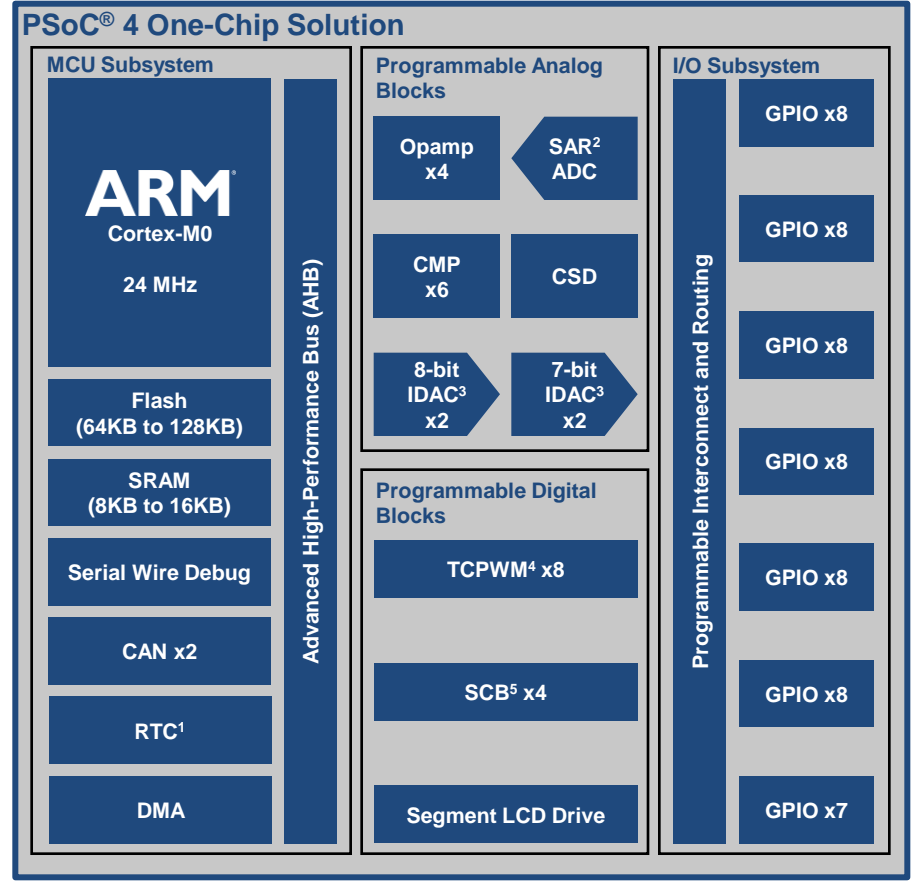 PSoC® 4 One-Chip Solution
MCU Subsystem
ARM®
Cortex-M0
24 MHz
Flash
(64KB to 128KB)
SRAM
(8KB to 16KB)
Serial Wire Debug
CAN x2
RTC¹
DMA
Advanced High-Performance Bus (AHB)
Programmable Analog
Blocks
Opamp
x4
SAR²
ADC
CMP
x6
CSD
8-bit
IDAC³
x2
7-bit
IDAC³
x2
Programmable Digital
Blocks
TCPWM⁴ x8
SCB⁵ x4
Segment LCD Drive
I/O Subsystem
Programmable Interconnect and Routing
GPIO x8
GPIO x8
GPIO x8
GPIO x8
GPIO x8
GPIO x8
GPIO x7